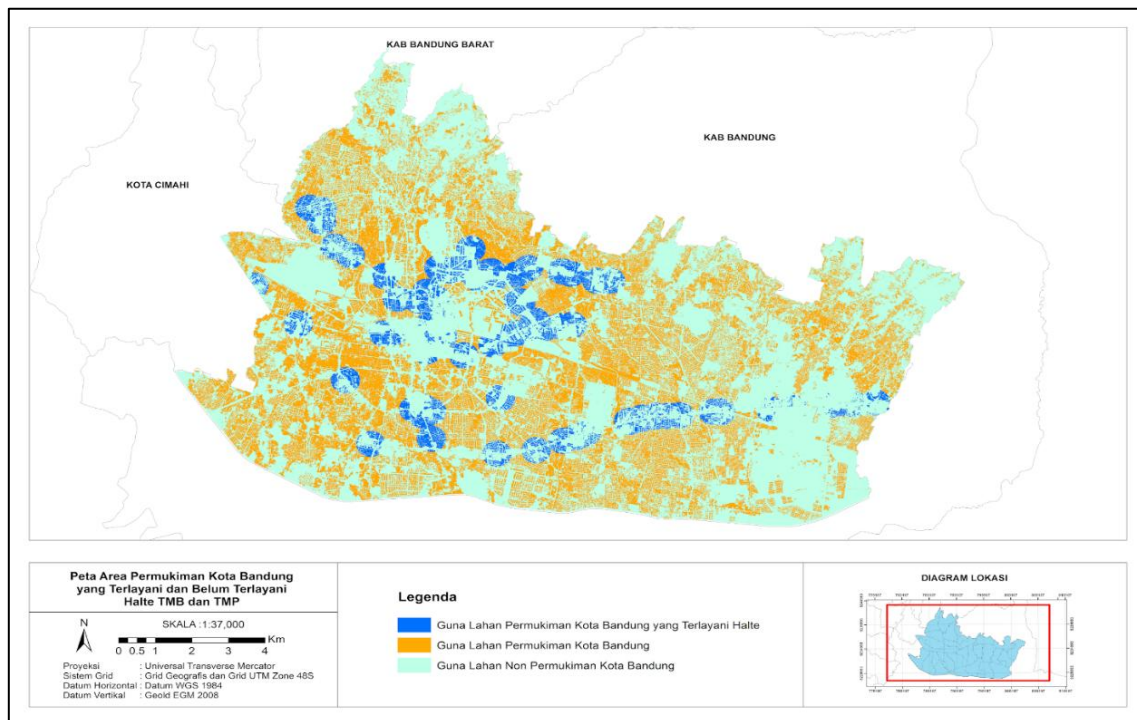 KAB BANDUNG BARAT
KAB BANDUNG
KOTA CIMAHI
Peta Area Permukiman Kota Bandung
yang Terlayani dan Belum Terlayani
Halte TMB dan TMP
N
SKALA :1:37,000
0 0.5 1 2 3 4 Km
Proyeksi : Universal Transverse Mercator
Sistem Grid : Grid Geografis dan Grid UTM Zone 48S
Datum Horizontal : Datum WGS 1984
Datum Vertikal : Geoid EGM 2008
Legenda
Guna Lahan Permukiman Kota Bandung yang Terlayani Halte
Guna Lahan Permukiman Kota Bandung
Guna Lahan Non Permukiman Kota Bandung
DIAGRAM LOKASI